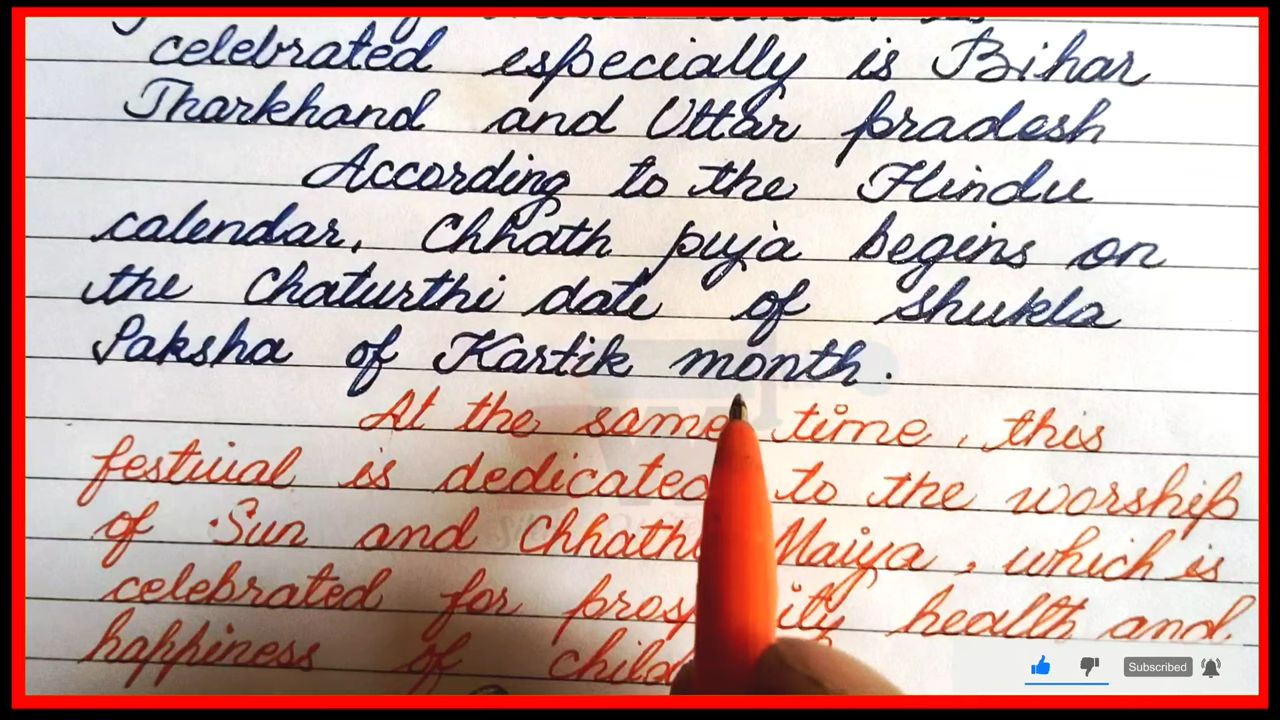 celebrated especially is Bihar
Jharkhand and Uttar pradesh
According to the Hindu
calendar, Chhath puja begins on
the Chaturthi date of Shukla
Paksha of Kartik month.
At the same time, this
festival is dedicated to the worship
of Sun and Chhathi Maiya, which is
celebrated for health and
happiness of
Subscribed